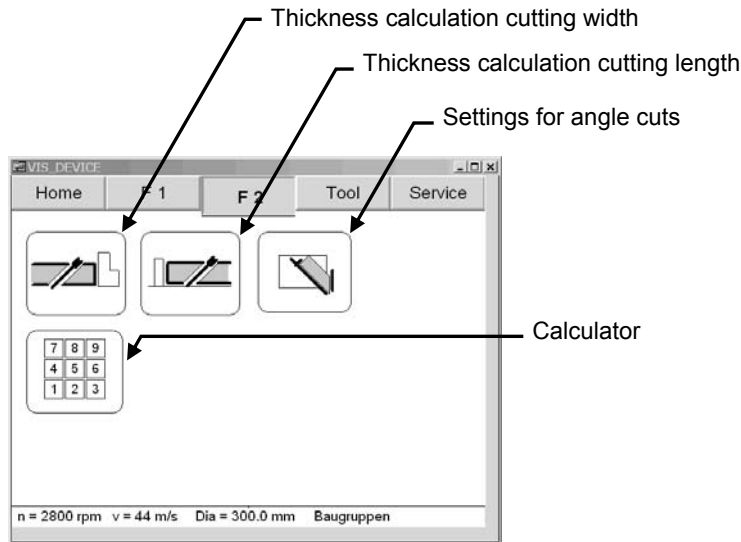 Thickness calculation cutting width
Thickness calculation cutting length
Settings for angle cuts
VIS_DEVICE
Home F 1 F 2 Tool Service
Calculator
7 8 9
4 5 6
1 2 3
n = 2800 rpm v = 44 m/s Dia = 300.0 mm Baugruppen